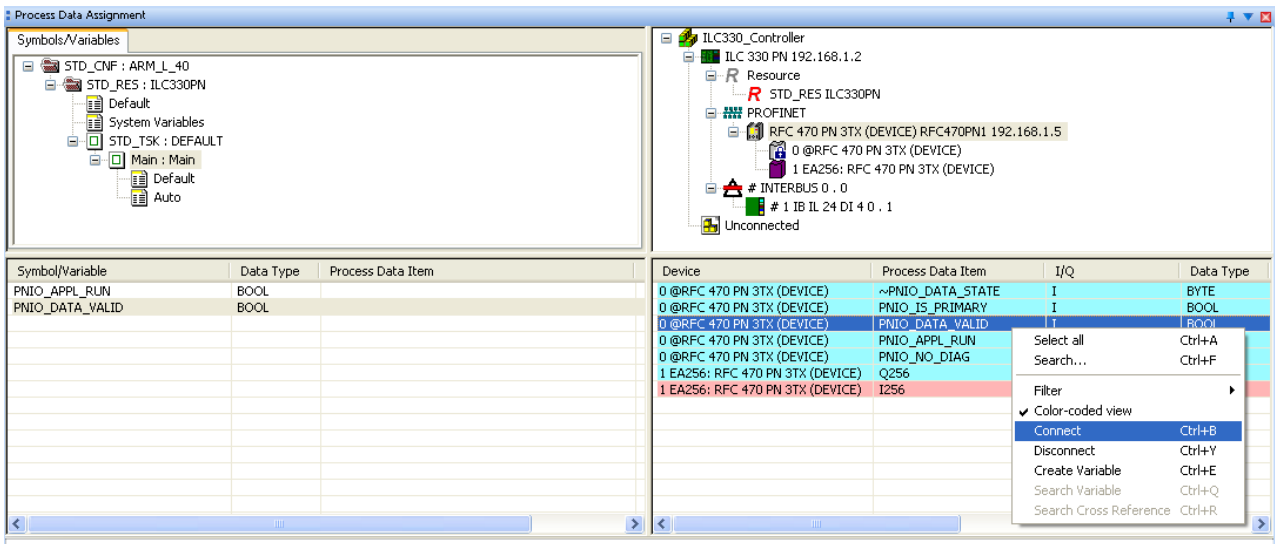 Process Data Assignment
Symbols/Variables
STD_CNF : ARM_L_40
STD_RES : ILC330PN
Default
System Variables
STD_TSK : DEFAULT
Main : Main
Default
Auto
ILC330_Controller
ILC 330 PN 192.168.1.2
R Resource
R STD_RES ILC330PN
PROFINET
RFC 470 PN 3TX (DEVICE) RFC470PN1 192.168.1.5
0 @RFC 470 PN 3TX (DEVICE)
1 EA256: RFC 470 PN 3TX (DEVICE)
# INTERBUS 0 . 0
# 1 IB IL 24 DI 4 0 . 1
Unconnected
Symbol/Variable Data Type Process Data Item
PNIO_APPL_RUN BOOL
PNIO_DATA_VALID BOOL
Device Process Data Item I/Q Data Type
0 @RFC 470 PN 3TX (DEVICE) ~PNIO_DATA_STATE I BYTE
0 @RFC 470 PN 3TX (DEVICE) PNIO_IS_PRIMARY I BOOL
0 @RFC 470 PN 3TX (DEVICE) PNIO_DATA_VALID I BOOL
0 @RFC 470 PN 3TX (DEVICE) PNIO_APPL_RUN
0 @RFC 470 PN 3TX (DEVICE) PNIO_NO_DIAG
1 EA256: RFC 470 PN 3TX (DEVICE) Q256
1 EA256: RFC 470 PN 3TX (DEVICE) I256
Select all Ctrl+A
Search... Ctrl+F
Filter
Color-coded view
Connect Ctrl+B
Disconnect Ctrl+Y
Create Variable Ctrl+E
Search Variable Ctrl+Q
Search Cross Reference Ctrl+R